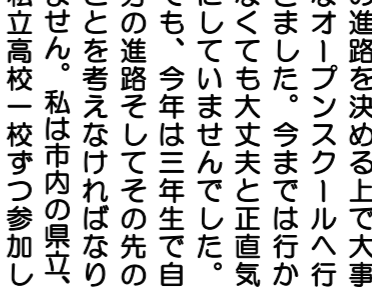 の進路を決める上で大事
なオープンスクールへ行
きました。今までは行か
なくても大丈夫と正直気
にしていませんでした。
でも、今年は三年生で自
分の進路そしてその先の
ことを考えなければなり
ません。私は市内の県立、
私立高校一校ずつ参加し